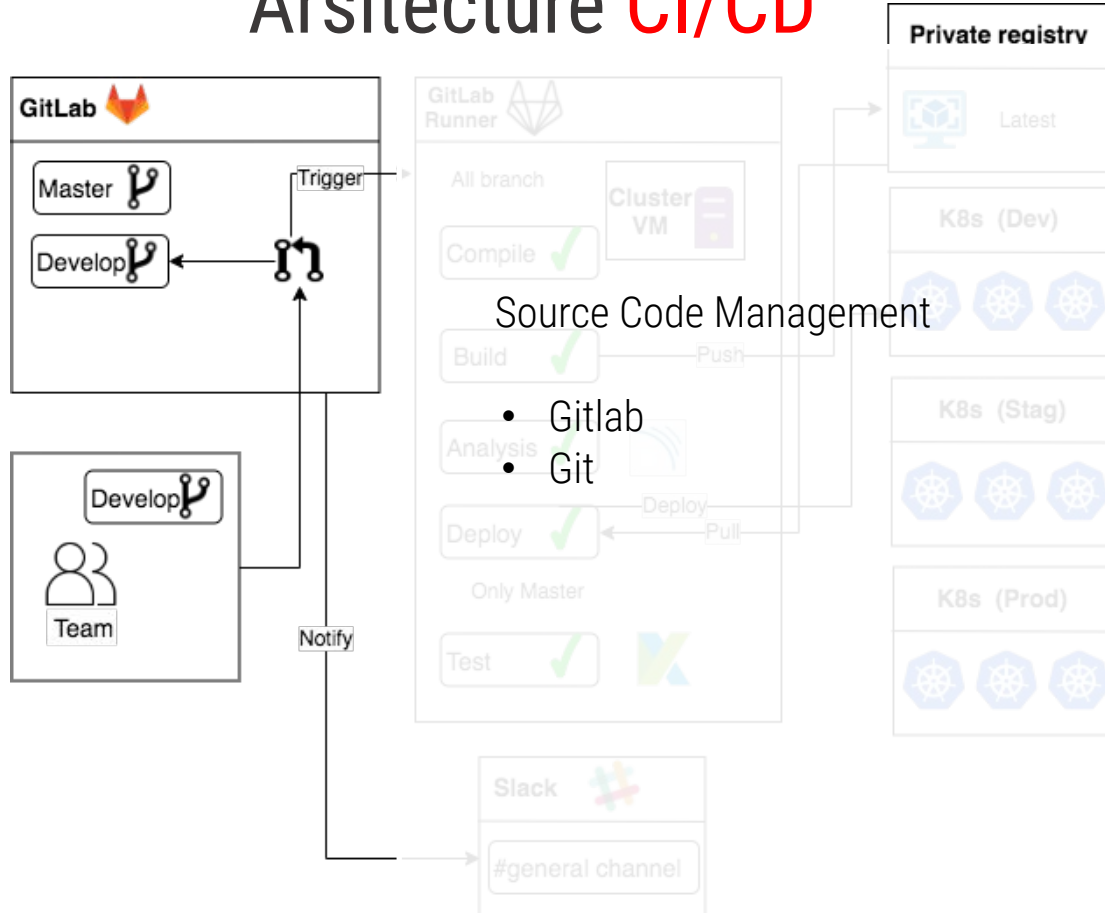 Arsitecture CI/CD
GitLab
Master
Develop
Trigger
Develop
Team
Notify
GitLab
Runner
All branch
Cluster
VM
Compile
Build
Push
Analysis
Deploy
Deploy
Pull
Only Master
Test
Source Code Management
• Gitlab
• Git
Private registry
Latest
K8s (Dev)
K8s (Stag)
K8s (Prod)
Slack
#general channel